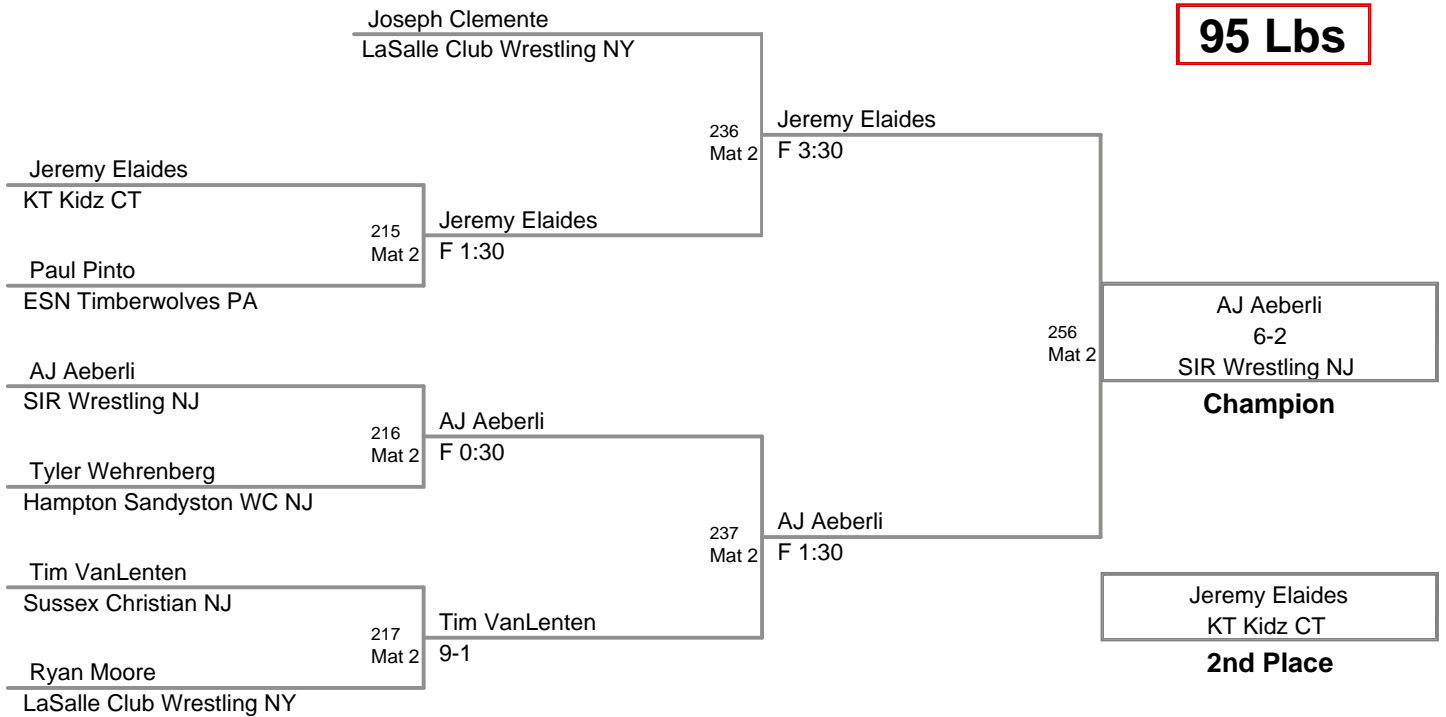 Joseph Clemente
LaSalle Club Wrestling NY
95 Lbs
236
Mat 2
Jeremy Elaides
F 3:30
Jeremy Elaides
KT Kidz CT
215
Mat 2
Jeremy Elaides
F 1:30
Paul Pinto
ESN Timberwolves PA
256
Mat 2
AJ Aeberli
6-2
SIR Wrestling NJ
Champion
AJ Aeberli
SIR Wrestling NJ
216
Mat 2
AJ Aeberli
F 0:30
Tyler Wehrenberg
Hampton Sandyston WC NJ
237
Mat 2
AJ Aeberli
F 1:30
Tim VanLenten
Sussex Christian NJ
217
Mat 2
Tim VanLenten
9-1
Ryan Moore
LaSalle Club Wrestling NY
Jeremy Elaides
KT Kidz CT
2nd Place